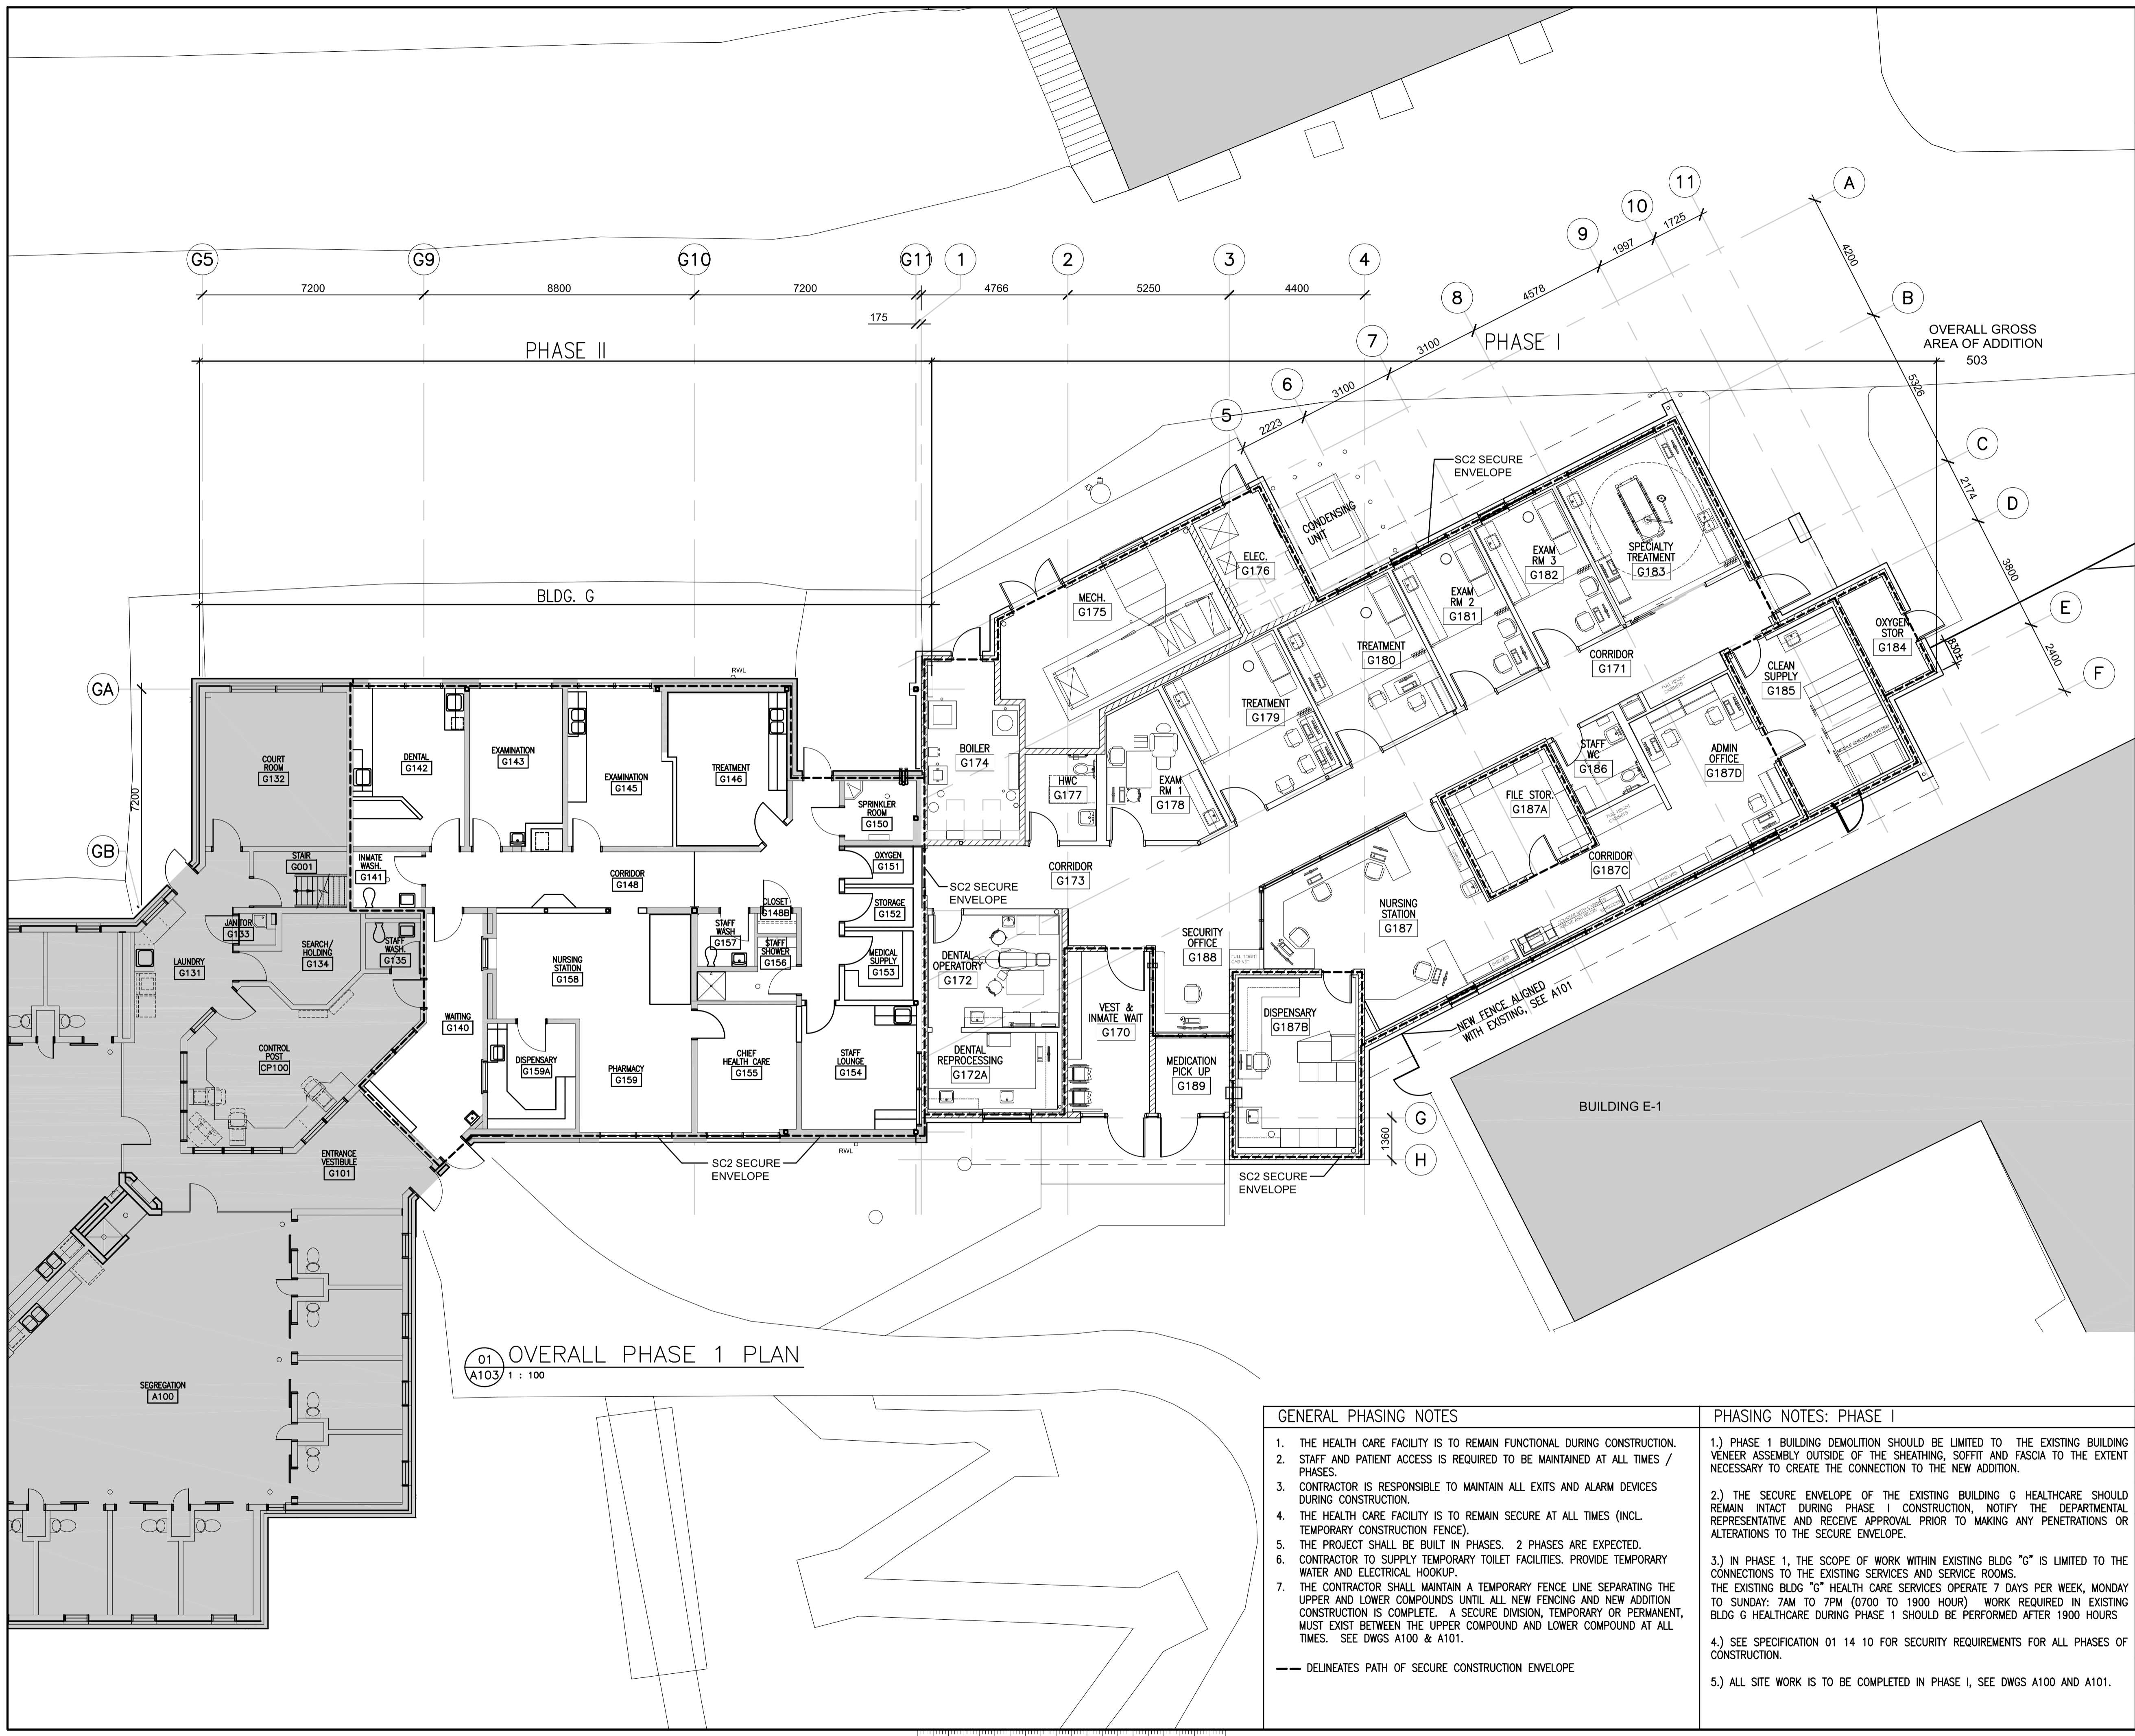 11
A
10
1725
9
1997
4200
G5
G9
G10
G11
1
2
3
4
8
4578
B
7200
8800
7200
4766
5250
4400
175
7
3100
OVERALL GROSS
AREA OF ADDITION
503
PHASE II
PHASE I
6
3100
5326
5
2223
C
SC2 SECURE
ENVELOPE
2174
D
CONDENSING
UNIT
ELEC.
G176
EXAM
RM 3
G182
SPECIALTY
TREATMENT
G183
3800
E
BLDG. G
MECH.
G175
EXAM
RM 2
G181
OXYGEN
STOR
G184
830
2400
F
TREATMENT
G180
CORRIDOR
G171
CLEAN
SUPPLY
G185
RWL
GA
FULL HEIGHT
CABINETS
TREATMENT
G179
COURT
ROOM
G132
DENTAL
G142
EXAMINATION
G143
EXAMINATION
G145
TREATMENT
G146
BOILER
G174
HWC
G177
EXAM
RM 1
G178
STAFF
WC
G186
ADMIN
OFFICE
G187D
MOBILE SHELVING SYSTEM
7200
SPRINKLER
ROOM
G150
FILE STOR.
G187A
FULL HEIGHT
CABINETS
GB
STAIR
G001
INMATE
WASH.
G141
CORRIDOR
G148
OXYGEN
G151
CORRIDOR
G173
CORRIDOR
G187C
SC2 SECURE
ENVELOPE
SHELVES
JANITOR
G133
SEARCH/
HOLDING
G134
STAFF
WASH.
G135
CLOSET
G148B
STORAGE
G152
NURSING
STATION
G187
STAFF
WASH
G157
STAFF
SHOWER
G156
SECURITY
OFFICE
G188
FULL HEIGHT
CABINET
LAUNDRY
G131
NURSING
STATION
G158
MEDICAL
SUPPLY
G153
DENTAL
OPERATORY
G172
SHELVES
NEW FENCE ALIGNED
WITH EXISTING, SEE A101
WAITING
G140
VEST &
INMATE WAIT
G170
DISPENSARY
G187B
CONTROL
POST
CP100
DISPENSARY
G159A
PHARMACY
G159
CHIEF
HEALTH CARE
G155
STAFF
LOUNGE
G154
DENTAL
REPROCESSING
G172A
MEDICATION
PICK UP
G189
BUILDING E-1
G
1360
H
ENTRANCE
VESTIBULE
G101
RWL
SC2 SECURE
ENVELOPE
SC2 SECURE
ENVELOPE
01
A103
OVERALL PHASE 1 PLAN
1 : 100
SEGREGATION
A100
GENERAL PHASING NOTES
1. THE HEALTH CARE FACILITY IS TO REMAIN FUNCTIONAL DURING CONSTRUCTION.
2. STAFF AND PATIENT ACCESS IS REQUIRED TO BE MAINTAINED AT ALL TIMES /
PHASES.
3. CONTRACTOR IS RESPONSIBLE TO MAINTAIN ALL EXITS AND ALARM DEVICES
DURING CONSTRUCTION.
4. THE HEALTH CARE FACILITY IS TO REMAIN SECURE AT ALL TIMES (INCL.
TEMPORARY CONSTRUCTION FENCE).
5. THE PROJECT SHALL BE BUILT IN PHASES. 2 PHASES ARE EXPECTED.
6. CONTRACTOR TO SUPPLY TEMPORARY TOILET FACILITIES. PROVIDE TEMPORARY
WATER AND ELECTRICAL HOOKUP.
7. THE CONTRACTOR SHALL MAINTAIN A TEMPORARY FENCE LINE SEPARATING THE
UPPER AND LOWER COMPOUNDS UNTIL ALL NEW FENCING AND NEW ADDITION
CONSTRUCTION IS COMPLETE. A SECURE DIVISION, TEMPORARY OR PERMANENT,
MUST EXIST BETWEEN THE UPPER COMPOUND AND LOWER COMPOUND AT ALL
TIMES. SEE DWGS A100 & A101.
DELINEATES PATH OF SECURE CONSTRUCTION ENVELOPE
PHASING NOTES: PHASE I
1.) PHASE 1 BUILDING DEMOLITION SHOULD BE LIMITED TO THE EXISTING BUILDING
VENEER ASSEMBLY OUTSIDE OF THE SHEATHING, SOFFIT AND FASCIA TO THE EXTENT
NECESSARY TO CREATE THE CONNECTION TO THE NEW ADDITION.
2.) THE SECURE ENVELOPE OF THE EXISTING BUILDING G HEALTHCARE SHOULD
REMAIN INTACT DURING PHASE I CONSTRUCTION, NOTIFY THE DEPARTMENTAL
REPRESENTATIVE AND RECEIVE APPROVAL PRIOR TO MAKING ANY PENETRATIONS OR
ALTERATIONS TO THE SECURE ENVELOPE.
3.) IN PHASE 1, THE SCOPE OF WORK WITHIN EXISTING BLDG "G" IS LIMITED TO THE
CONNECTIONS TO THE EXISTING SERVICES AND SERVICE ROOMS.
THE EXISTING BLDG "G" HEALTH CARE SERVICES OPERATE 7 DAYS PER WEEK, MONDAY
TO SUNDAY: 7AM TO 7PM (0700 TO 1900 HOUR) WORK REQUIRED IN EXISTING
BLDG G HEALTHCARE DURING PHASE 1 SHOULD BE PERFORMED AFTER 1900 HOURS
4.) SEE SPECIFICATION 01 14 10 FOR SECURITY REQUIREMENTS FOR ALL PHASES OF
CONSTRUCTION.
5.) ALL SITE WORK IS TO BE COMPLETED IN PHASE I, SEE DWGS A100 AND A101.